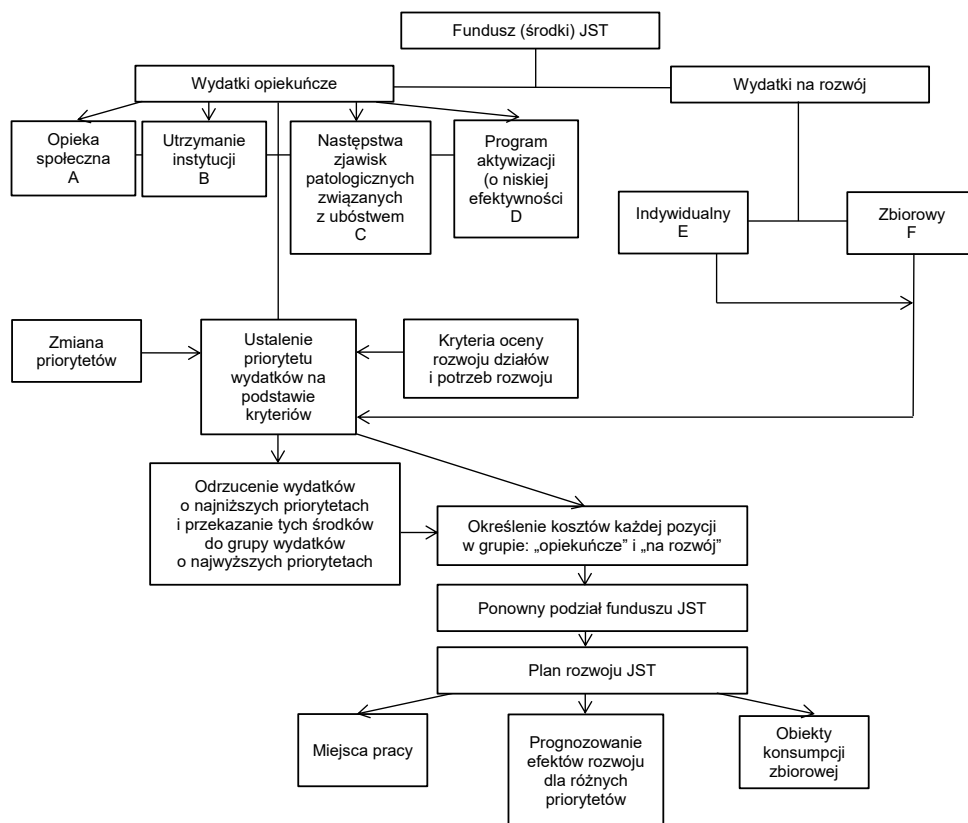 Fundusz (środki) JST
Wydatki opiekuńcze
Wydatki na rozwój
Opieka
społeczna
A
Utrzymanie
instytucji
B
Następstwa
zjawisk
patologicznych
związanych
z ubóstwem
C
Program
aktywizacji
(o niskiej
efektywności
D
Indywidualny
E
Zbiorowy
F
Zmiana
priorytetów
Ustalenie
priorytetu
wydatków na
podstawie
kryteriów
Kryteria oceny
rozwoju działów
i potrzeb rozwoju
Odrzucenie wydatków
o najniższych priorytetach
i przekazanie tych środków
do grupy wydatków
o najwyższych priorytetach
Określenie kosztów każdej pozycji
w grupie: „opiekuńcze” i „na rozwój”
Ponowny podział funduszu JST
Plan rozwoju JST
Miejsca pracy
Prognozowanie
efektów rozwoju
dla różnych
priorytetów
Obiekty
konsumpcji
zbiorowej